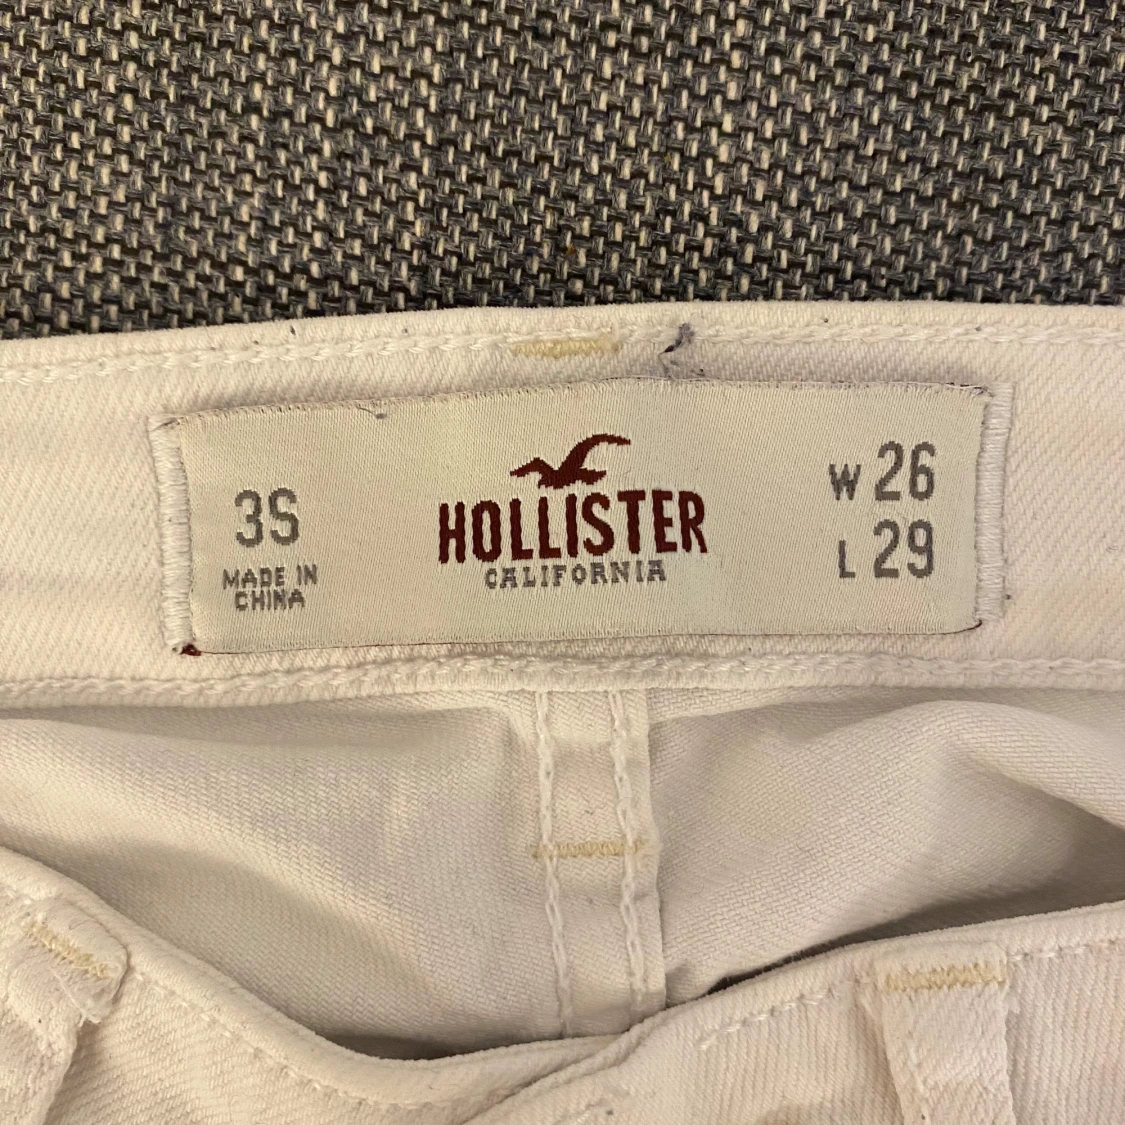 3S
MADE IN
CHINA
HOLLISTER
CALIFORNIA
W 26
L 29